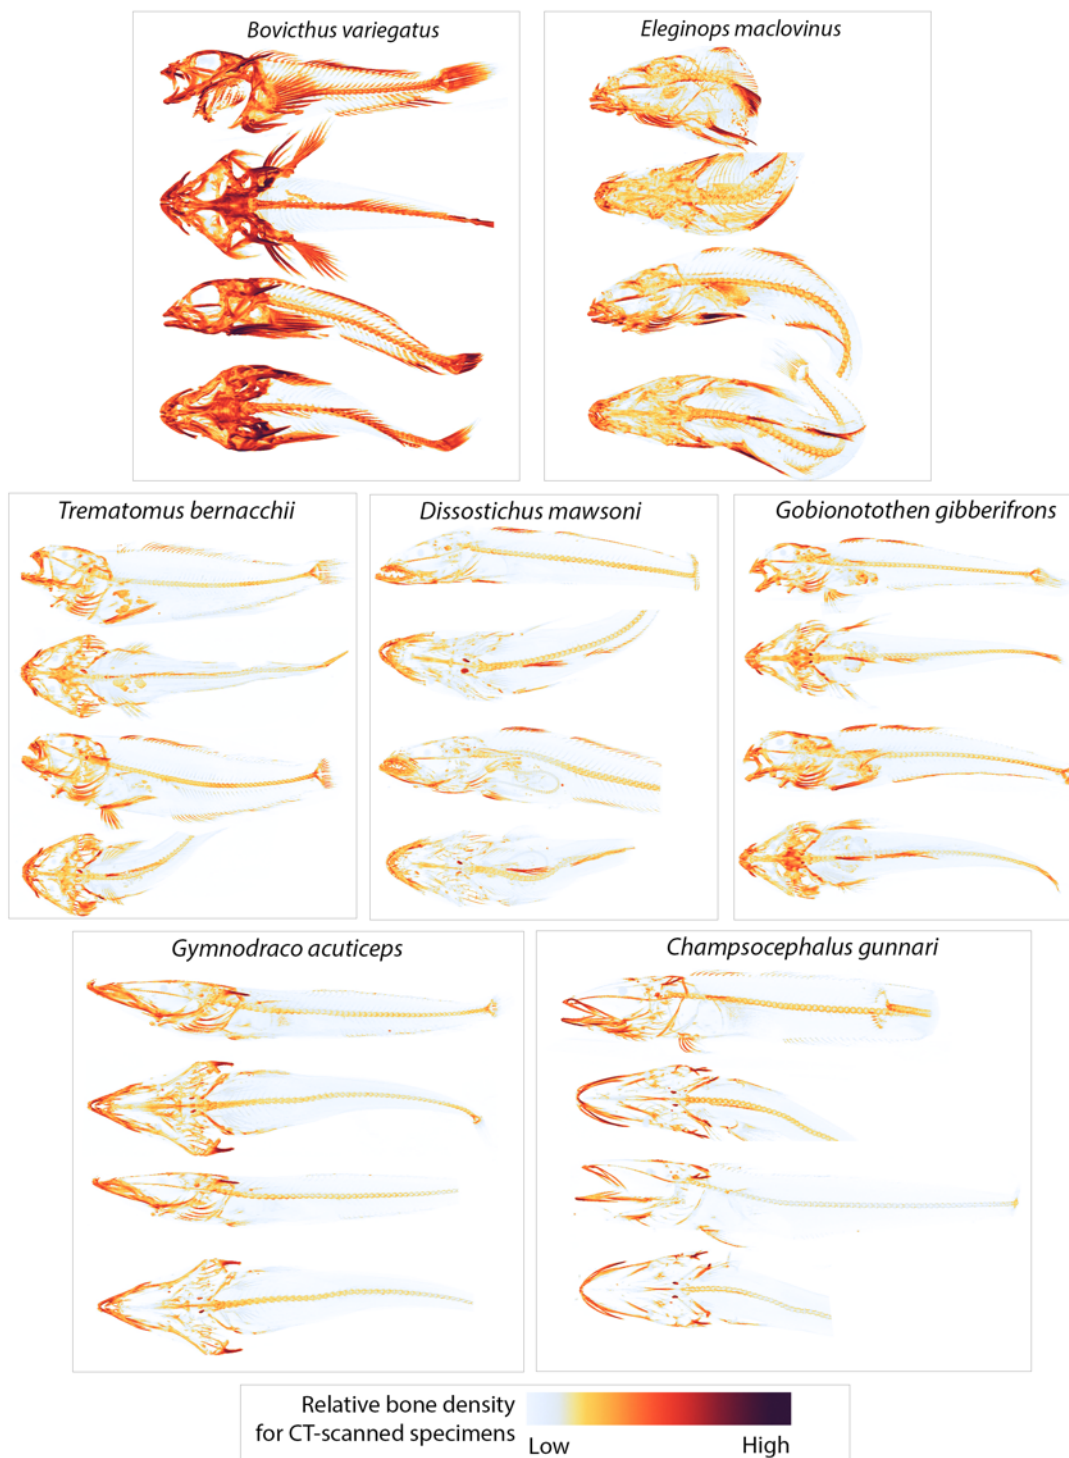 Bovicthus variegatus
Eleginops maclovinus
Trematomus bernacchii
Dissostichus mawsoni
Gobionotothen gibberifrons
Gymnodraco acuticeps
Champsocephalus gunnari
Relative bone density
for CT-scanned specimens
Low
High